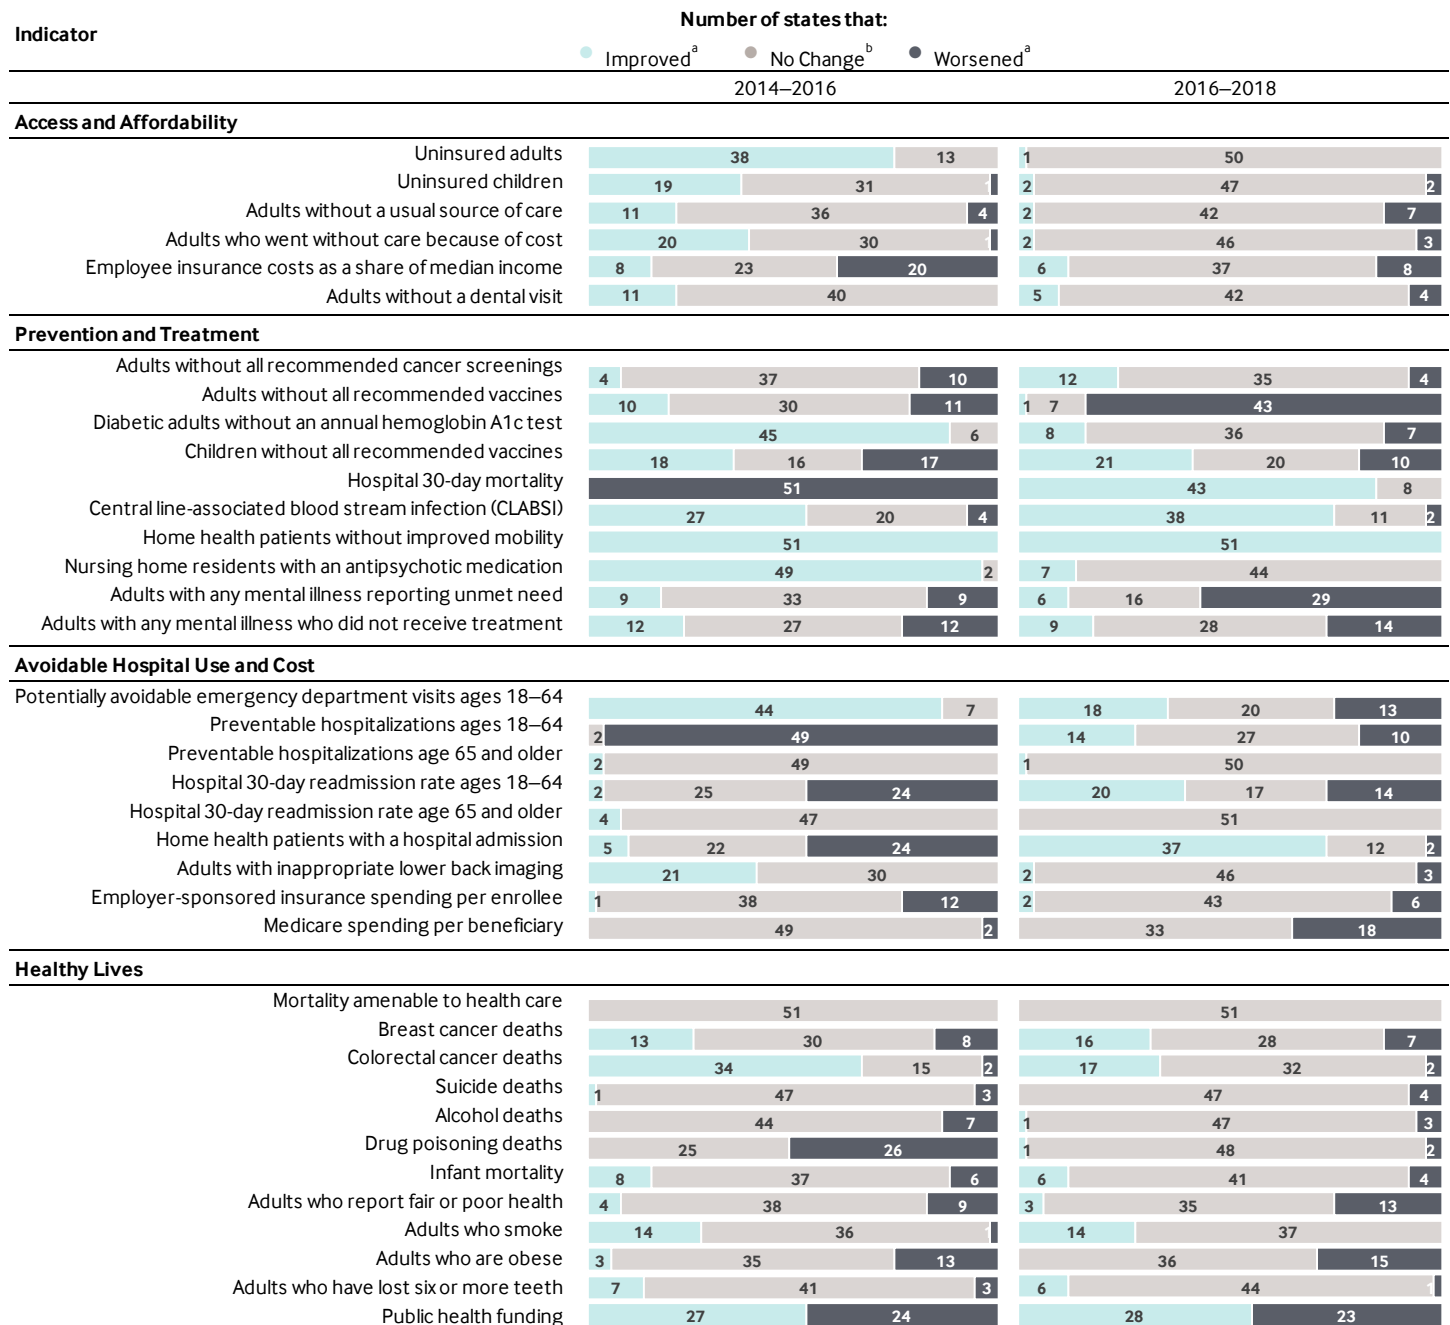 Number of states that:
Indicator
Improvedᵃ No Changeᵇ Worsenedᵃ
2014–2016 2016–2018
Access and Affordability
Uninsured adults 38 13 1 50
Uninsured children 19 31 1 2 47 2
Adults without a usual source of care 11 36 4 2 42 7
Adults who went without care because of cost 20 30 1 2 46 3
Employee insurance costs as a share of median income 8 23 20 6 37 8
Adults without a dental visit 11 40 5 42 4
Prevention and Treatment
Adults without all recommended cancer screenings 4 37 10 12 35 4
Adults without all recommended vaccines 10 30 11 1 7 43
Diabetic adults without an annual hemoglobin A1c test 45 6 8 36 7
Children without all recommended vaccines 18 16 17 21 20 10
Hospital 30-day mortality 51 43 8
Central line-associated blood stream infection (CLABSI) 27 20 4 38 11 2
Home health patients without improved mobility 51 51
Nursing home residents with an antipsychotic medication 49 2 7 44
Adults with any mental illness reporting unmet need 9 33 9 6 16 29
Adults with any mental illness who did not receive treatment 12 27 12 9 28 14
Avoidable Hospital Use and Cost
Potentially avoidable emergency department visits ages 18–64 44 7 18 20 13
Preventable hospitalizations ages 18–64 2 49 14 27 10
Preventable hospitalizations age 65 and older 2 49 1 50
Hospital 30-day readmission rate ages 18–64 2 25 24 20 17 14
Hospital 30-day readmission rate age 65 and older 4 47 51
Home health patients with a hospital admission 5 22 24 37 12 2
Adults with inappropriate lower back imaging 21 30 2 46 3
Employer-sponsored insurance spending per enrollee 1 38 12 2 43 6
Medicare spending per beneficiary 49 2 33 18
Healthy Lives
Mortality amenable to health care 51 51
Breast cancer deaths 13 30 8 16 28 7
Colorectal cancer deaths 34 15 2 17 32 2
Suicide deaths 1 47 3 47 4
Alcohol deaths 44 7 1 47 3
Drug poisoning deaths 25 26 1 48 2
Infant mortality 8 37 6 6 41 4
Adults who report fair or poor health 4 38 9 3 35 13
Adults who smoke 14 36 1 14 37
Adults who are obese 3 35 13 36 15
Adults who have lost six or more teeth 7 41 3 6 44 1
Public health funding 27 24 28 23